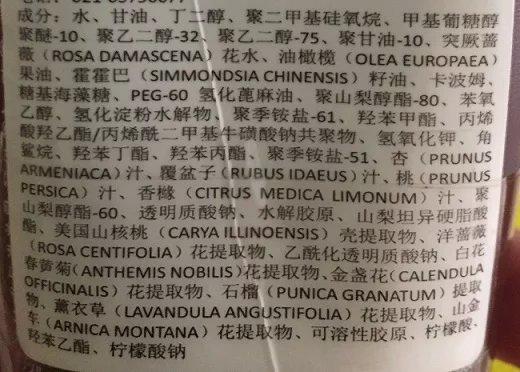 成分：水、甘油、丁二醇、聚二甲基硅氧烷、甲基葡糖醇
聚醚-10、聚乙二醇-32、聚乙二醇-75、聚甘油-10、突厥蔷
薇(ROSA DAMASCENA）花水、油橄榄（OLEA EUROPAEA）
果油、霍霍巴（SIMMONDSIA CHINENSIS）籽油、卡波姆、
糖基海藻糖、PEG-60 氢化蓖麻油、聚山梨醇酯-80、苯氧
乙醇、氢化淀粉水解物、聚季铵盐-61、羟苯甲酯、丙烯
酸羟乙酯/丙烯酰二甲基牛磺酸钠共聚物、氢氧化钾、角
鲨烷、羟苯丁酯、羟苯丙酯、聚季铵盐-51、杏（PRUNUS
ARMENIACA）汁、覆盆子（RUBUS IDAEUS）汁、桃（PRUNUS
PERSICA）汁、香橼（CITRUS MEDICA LIMONUM）汁、聚
山梨醇酯-60、透明质酸钠、水解胶原、山梨坦异硬脂酸
酯、美国山核桃（CARYA ILLINOENSIS）壳提取物、洋蔷薇
(ROSA CENTIFOLIA）花提取物、乙酰化透明质酸钠、白花
春黄菊(ANTHEMIS NOBILIS)花提取物、金盏花(CALENDULA
OFFICINALIS）花提取物、石榴（PUNICA GRANATUM）提取
物、薰衣草（LAVANDULA ANGUSTIFOLIA）花提取物、山金
车（ARNICA MONTANA）花提取物、可溶性胶原、柠檬酸、
羟苯乙酯、柠檬酸钠